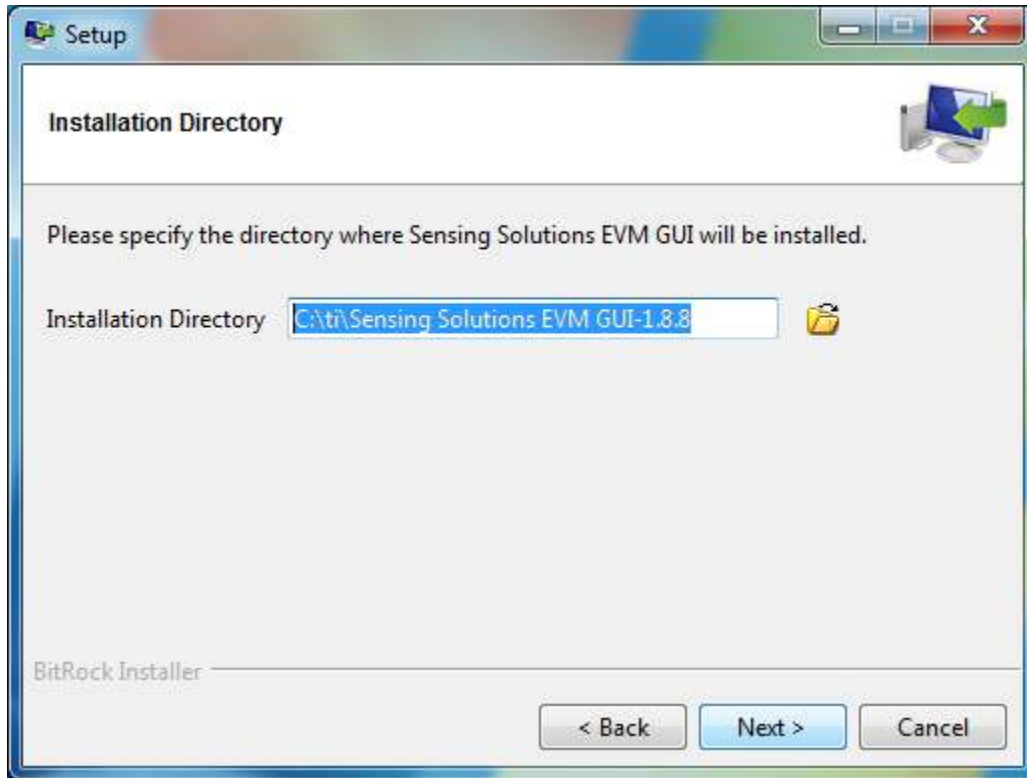 Setup
Installation Directory
Please specify the directory where Sensing Solutions EVM GUI will be installed.
Installation Directory C:\ti\Sensing Solutions EVM GUI-1.8.8
BitRock Installer
< Back Next > Cancel